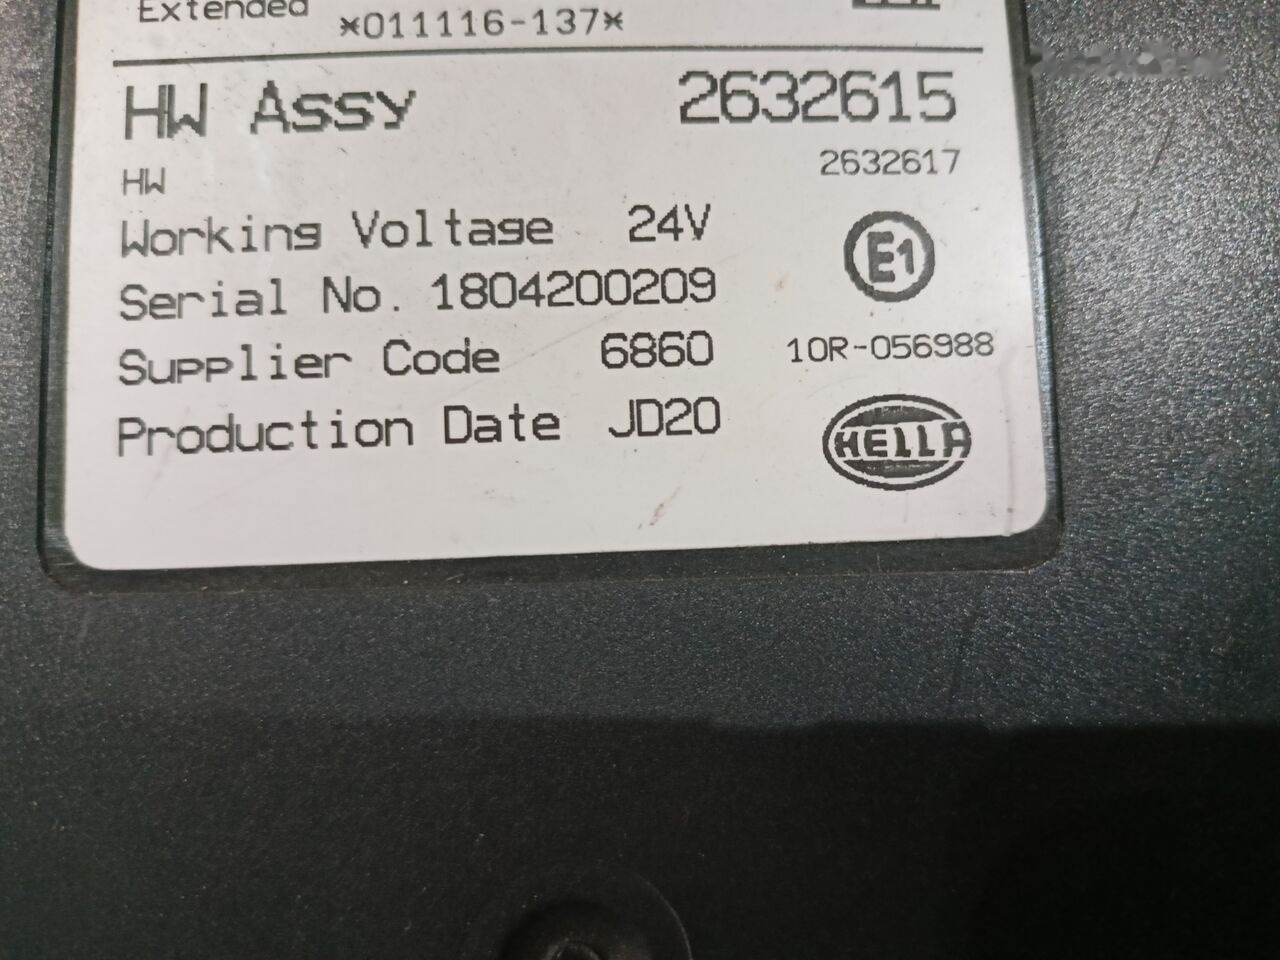 Extended
*011116-137*
HW Assy 2632615
HW 2632617
Working Voltage 24V
E1
Serial No. 1804200209
Supplier Code 6860 10R-056988
Production Date JD20
HELLA